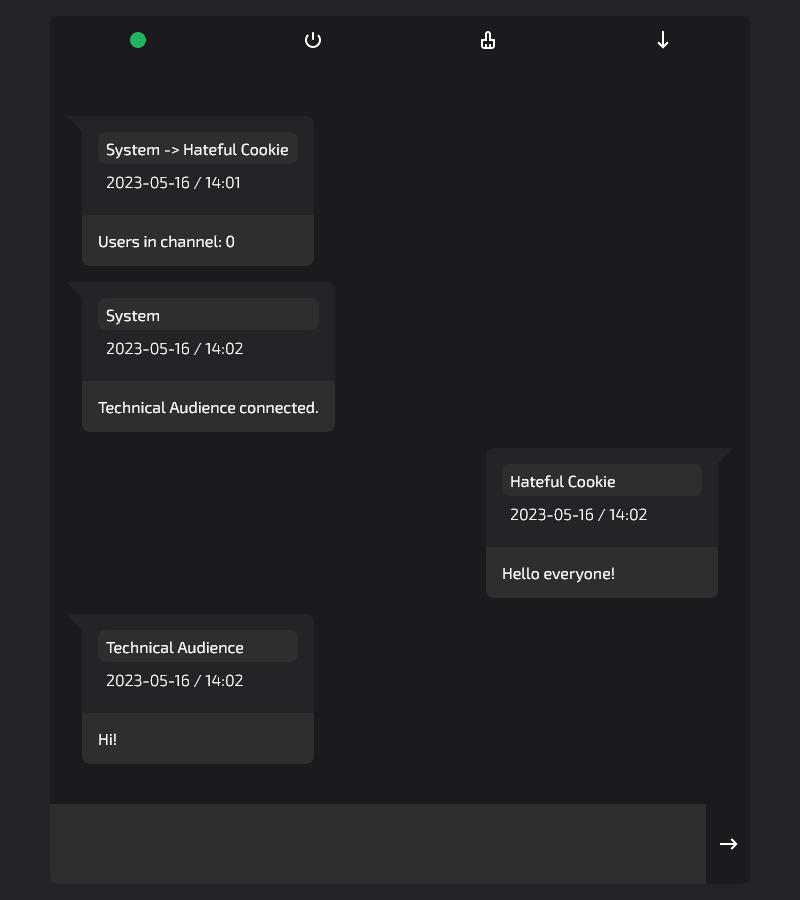 System -> Hateful Cookie
2023-05-16 / 14:01
Users in channel: 0
System
2023-05-16 / 14:02
Technical Audience connected.
Hateful Cookie
2023-05-16 / 14:02
Hello everyone!
Technical Audience
2023-05-16 / 14:02
Hi!